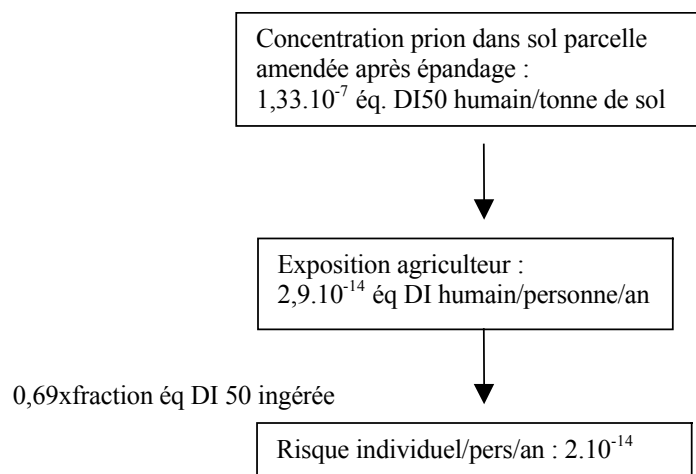 Concentration prion dans sol parcelle
amendée après épandage :
1,33.10⁻⁷ éq. DI50 humain/tonne de sol
Exposition agriculteur :
2,9.10⁻¹⁴ éq DI humain/personne/an
0,69xfraction éq DI 50 ingérée
Risque individuel/pers/an : 2.10⁻¹⁴